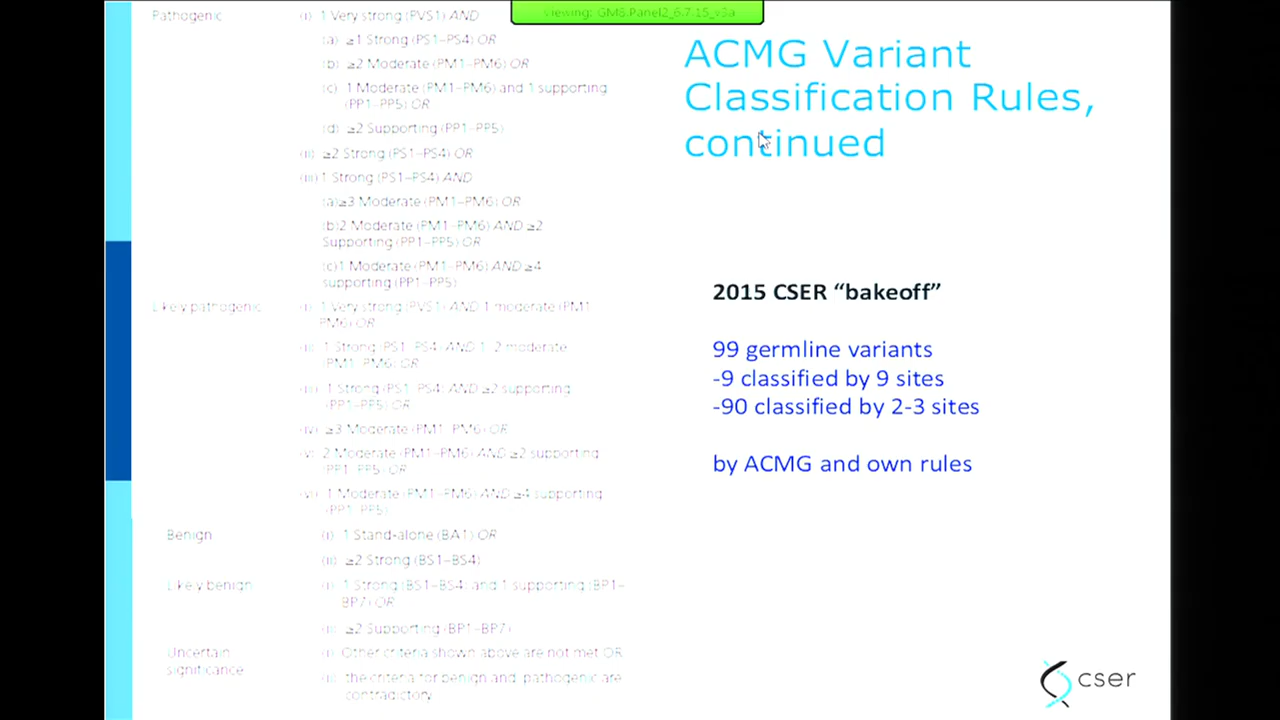 viewing: GM8.Panel2_6.7.15_v3a
ACMG Variant
Classification Rules,
continued
Pathogenic
(i) 1 Very strong (PVS1) AND
(a) ≥1 Strong (PS1–PS4) OR
(b) ≥2 Moderate (PM1–PM6) OR
(c) 1 Moderate (PM1–PM6) and 1 supporting
(PP1–PP5) OR
(d) ≥2 Supporting (PP1–PP5)
(ii) ≥2 Strong (PS1–PS4) OR
(iii) 1 Strong (PS1–PS4) AND
(a)≥3 Moderate (PM1–PM6) OR
(b)2 Moderate (PM1–PM6) AND ≥2
Supporting (PP1–PP5) OR
(c)1 Moderate (PM1–PM6) AND ≥4
supporting (PP1–PP5)
Likely pathogenic
(i) 1 Very strong (PVS1) AND 1 moderate (PM1–
PM6) OR
(ii) 1 Strong (PS1–PS4) AND 1–2 moderate
(PM1–PM6) OR
(iii) 1 Strong (PS1–PS4) AND ≥2 supporting
(PP1–PP5) OR
(iv) ≥3 Moderate (PM1–PM6) OR
(v) 2 Moderate (PM1–PM6) AND ≥2 supporting
(PP1–PP5) OR
(vi) 1 Moderate (PM1–PM6) AND ≥4 supporting
(PP1–PP5)
Benign
(i) 1 Stand-alone (BA1) OR
(ii) ≥2 Strong (BS1–BS4)
Likely benign
(i) 1 Strong (BS1–BS4) and 1 supporting (BP1–
BP7) OR
(ii) ≥2 Supporting (BP1–BP7)
Uncertain
significance
(i) Other criteria shown above are not met OR
(ii) the criteria for benign and pathogenic are
contradictory
2015 CSER “bakeoff”
99 germline variants
-9 classified by 9 sites
-90 classified by 2-3 sites
by ACMG and own rules
cser